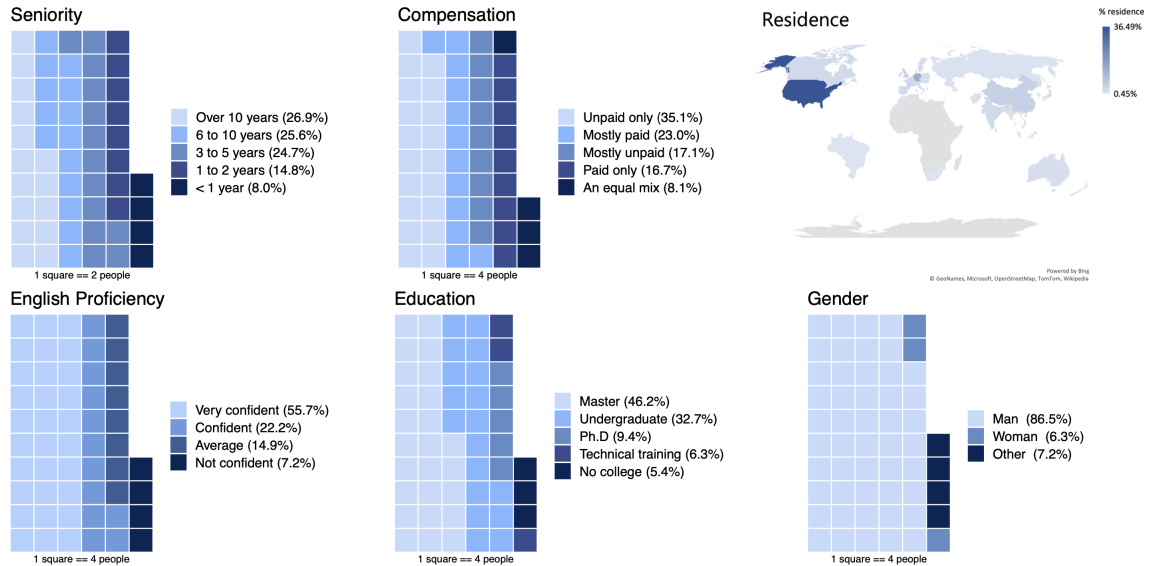 Seniority
Over 10 years (26.9%)
6 to 10 years (25.6%)
3 to 5 years (24.7%)
1 to 2 years (14.8%)
< 1 year (8.0%)
1 square == 2 people
Compensation
Unpaid only (35.1%)
Mostly paid (23.0%)
Mostly unpaid (17.1%)
Paid only (16.7%)
An equal mix (8.1%)
1 square == 4 people
Residence
% residence
36.49%
0.45%
Powered by Bing
© GeoNames, Microsoft, OpenStreetMap, TomTom, Wikipedia
English Proficiency
Very confident (55.7%)
Confident (22.2%)
Average (14.9%)
Not confident (7.2%)
1 square == 4 people
Education
Master (46.2%)
Undergraduate (32.7%)
Ph.D (9.4%)
Technical training (6.3%)
No college (5.4%)
1 square == 4 people
Gender
Man (86.5%)
Woman (6.3%)
Other (7.2%)
1 square == 4 people